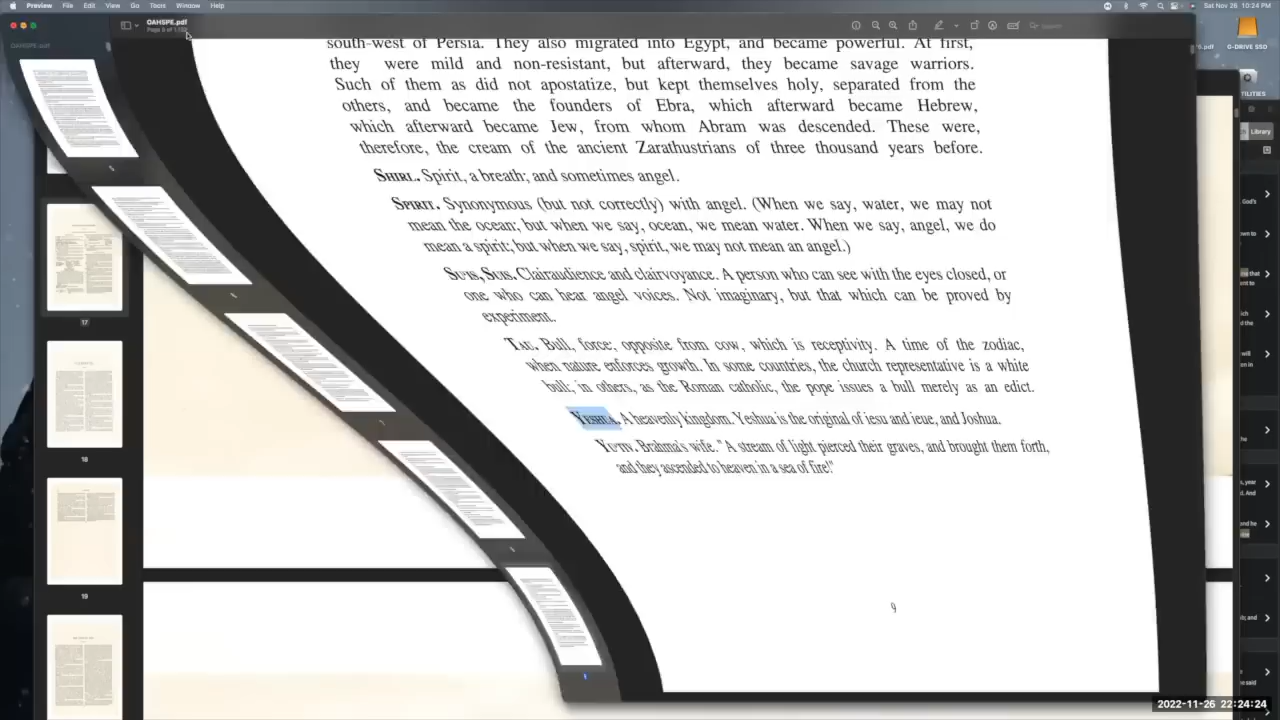 Preview File Edit View Go Tools Window Help
Sat Nov 26 10:24 PM
OAHSPE.pdf
south-west of Parsia. They also migrated into Egypt, and became powerful. At first,
they were mild and non-resistant, but afterward, they became savage warriors.
Such of them as did not apostatize, but kept themselves holy, separated from the
others, and became the founders of Ebra, which afterward became Hebrew,
which afterward became Jew, from whom Abram was descended. These were,
therefore, the cream of the ancient Zarathustrians of three thousand years before.
Spirit, a breath; and sometimes angel.
SPIRIT. Synonymous (but not correctly) with angel. (When we say water, we may not
mean ocean, but when we say, ocean, we mean water. When we say, angel, we do
mean a spirit; but when we say, spirit, we may not mean an angel.)
Clairaudience and clairvoyance. A person who can see with the eyes closed, or
one who can hear angel voices. Not imaginary, but that which can be proved by
experiment.
TAU. Bull, force; opposite from which is receptivity. A time of the zodiac,
growth. In some countries, the church representative is a white
bull; in others, as the Roman catholic, the pope issues a bull merely as an edict.
YESHUA. A heavenly kingdom. Yeshua is the original of iesu and ieue, and Joshua.
Brahma's wife. "A stream of light pierced their graves, and brought them forth,
and they ascended to heaven in a sea of fire!"
9
17
18
19
G-DRIVE SSD
Library
2022-11-26 22:24:24